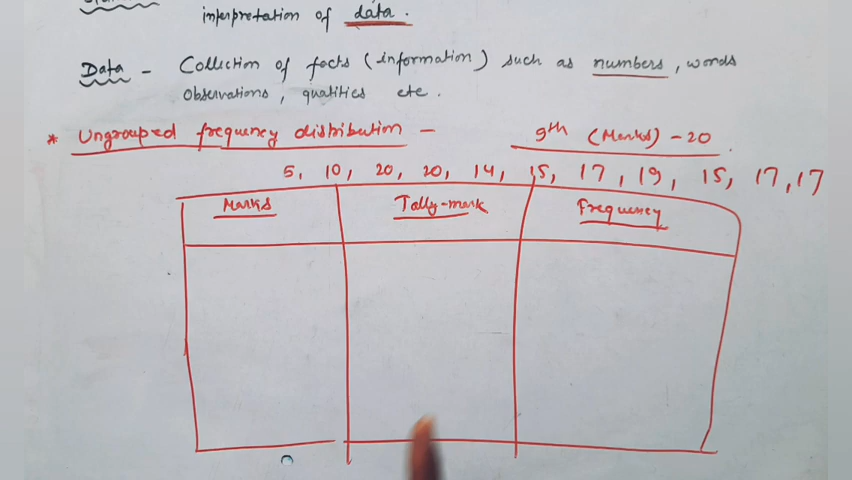 interpretation of data.
Data - Collection of facts (information) such as numbers, words
observations, qualities etc.
* Ungrouped frequency distribution -
9th (Marks) - 20
5, 10, 20, 20, 14, 15, 17, 19, 15, 17, 17
Marks Tally-mark Frequency